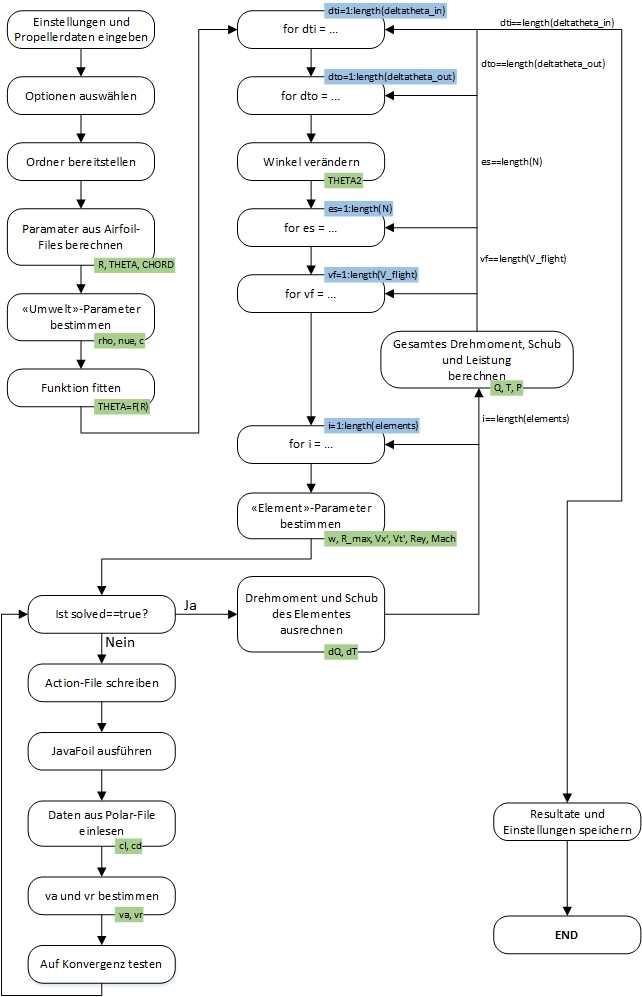 Einstellungen und
Propellerdaten eingeben
Optionen auswählen
Ordner bereitstellen
Paramater aus Airfoil-
Files berechnen
R, THETA, CHORD
«Umwelt»-Parameter
bestimmen
rho, nue, c
Funktion fitten
THETA=F(R)
dti=1:length(deltatheta_in)
for dti = ...
dto=1:length(deltatheta_out)
for dto = ...
Winkel verändern
THETA2
es=1:length(N)
for es = ...
vf=1:length(V_flight)
for vf = ...
i=1:length(elements)
for i = ...
«Element»-Parameter
bestimmen
w, R_max, Vx', Vt', Rey, Mach
Ist solved==true?
Ja
Nein
Action-File schreiben
JavaFoil ausführen
Daten aus Polar-File
einlesen
cl, cd
va und vr bestimmen
va, vr
Auf Konvergenz testen
Drehmoment und Schub
des Elementes
ausrechnen
dQ, dT
i==length(elements)
Gesamtes Drehmoment, Schub
und Leistung
berechnen
Q, T, P
vf==length(V_flight)
es==length(N)
dto==length(deltatheta_out)
dti==length(deltatheta_in)
Resultate und
Einstellungen speichern
END